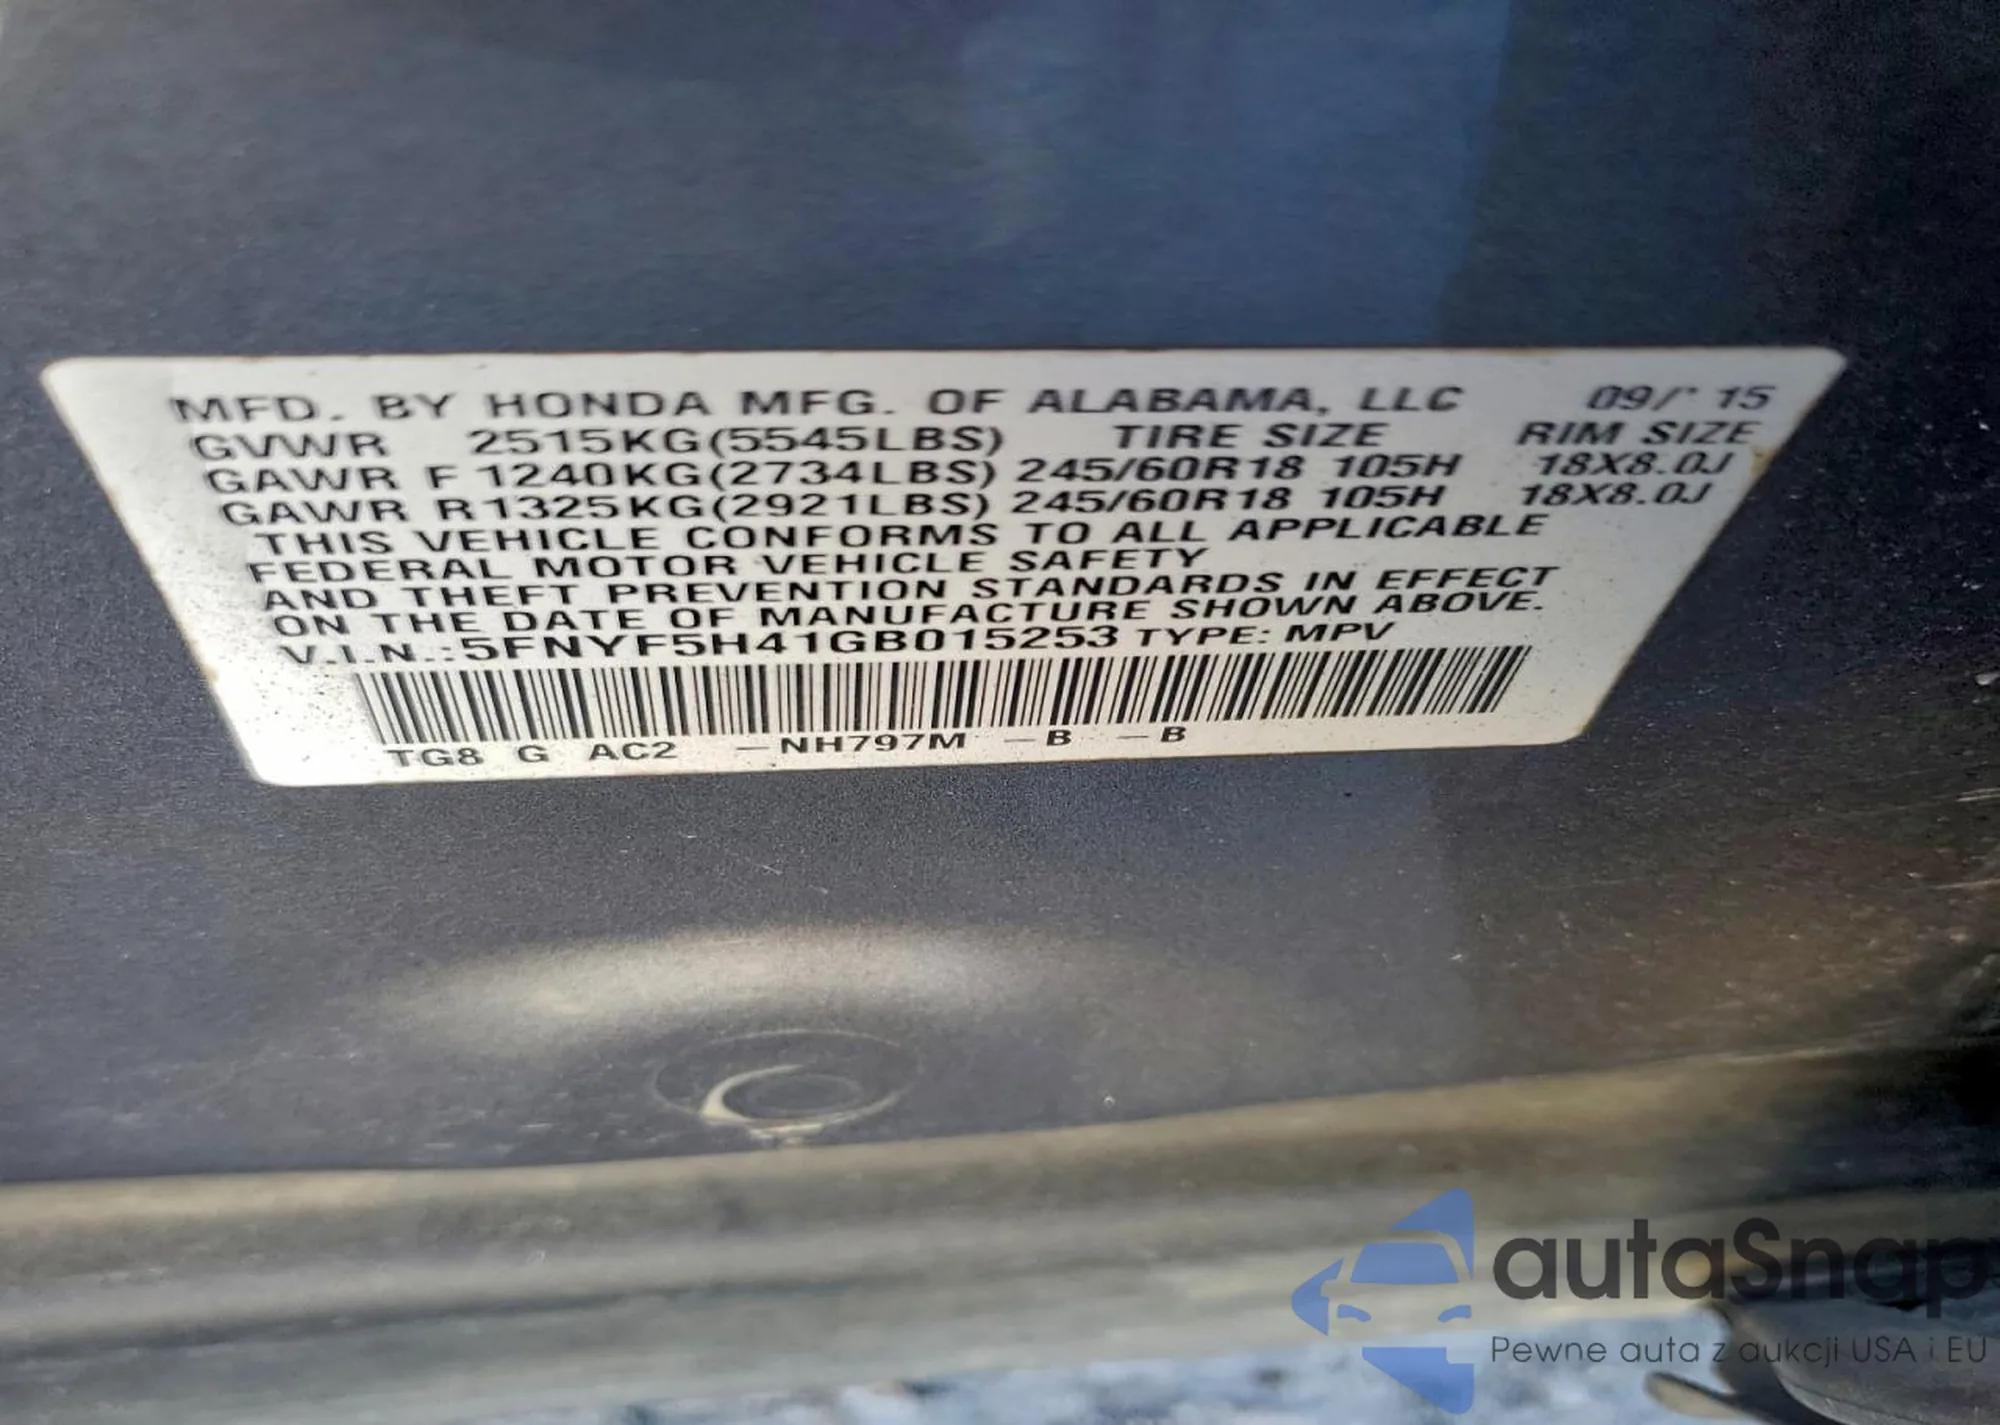 MFD. BY HONDA MFG. OF ALABAMA, LLC 09/'15
GVWR 2515KG(5545LBS) TIRE SIZE RIM SIZE
GAWR F 1240KG(2734LBS) 245/60R18 105H 18X8.0J
GAWR R1325KG(2921LBS) 245/60R18 105H 18X8.0J
THIS VEHICLE CONFORMS TO ALL APPLICABLE
FEDERAL MOTOR VEHICLE SAFETY
AND THEFT PREVENTION STANDARDS IN EFFECT
ON THE DATE OF MANUFACTURE SHOWN ABOVE.
V.I.N.:5FNYF5H41GB015253 TYPE: MPV
TG8 G AC2 -NH797M -B -B
autaSnap
Pewne auta z aukcji USA i EU